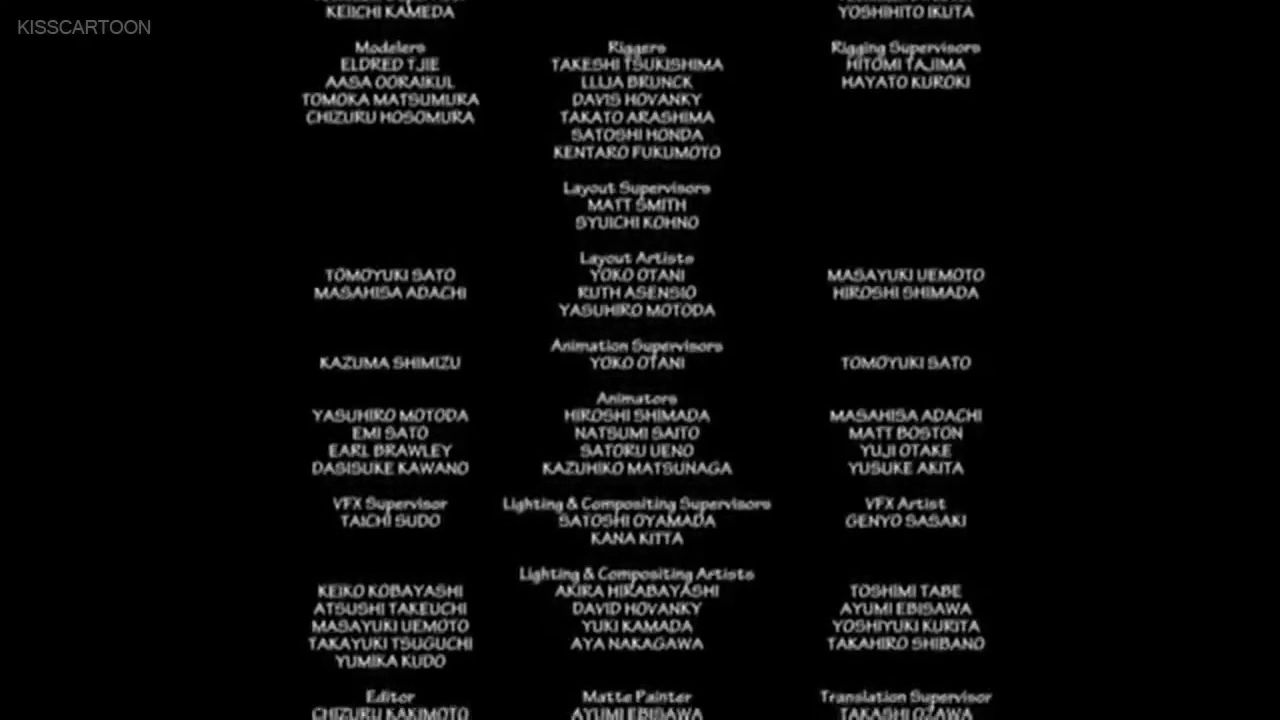 KISSCARTOON
KEIICHI KAMEDA
YOSHIHITO IKUTA
Modelers
ELDRED TJIE
AASA OORAIKUL
TOMOKA MATSUMURA
CHIZURU HOSOMURA
Riggers
TAKESHI TSUKISHIMA
LLIJA BRUNCK
DAVIS HOVANKY
TAKATO ARASHIMA
SATOSHI HONDA
KENTARO FUKUMOTO
Rigging Supervisors
HITOMI TAJIMA
HAYATO KUROKI
Layout Supervisors
MATT SMITH
SYUICHI KOHNO
Layout Artists
TOMOYUKI SATO YOKO OTANI MASAYUKI UEMOTO
MASAHISA ADACHI RUTH ASENSIO HIROSHI SHIMADA
YASUHIRO MOTODA
Animation Supervisors
KAZUMA SHIMIZU YOKO OTANI TOMOYUKI SATO
Animators
YASUHIRO MOTODA HIROSHI SHIMADA MASAHISA ADACHI
EMI SATO NATSUMI SAITO MATT BOSTON
EARL BRAWLEY SATORU UENO YUJI OTAKE
DASISUKE KAWANO KAZUHIKO MATSUNAGA YUSUKE AKITA
VFX Supervisor
TAICHI SUDO
Lighting & Compositing Supervisors
SATOSHI OYAMADA
KANA KITTA
VFX Artist
GENYO SASAKI
Lighting & Compositing Artists
KEIKO KOBAYASHI AKIRA HIRABAYASHI TOSHIMI TABE
ATSUSHI TAKEUCHI DAVID HOVANKY AYUMI EBISAWA
MASAYUKI UEMOTO YUKI KAMADA YOSHIYUKI KURITA
TAKAYUKI TSUGUCHI AYA NAKAGAWA TAKAHIRO SHIBANO
YUMIKA KUDO
Editor
CHIZURU KAKIMOTO
Matte Painter
AYUMI EBISAWA
Translation Supervisor
TAKASHI OZAWA